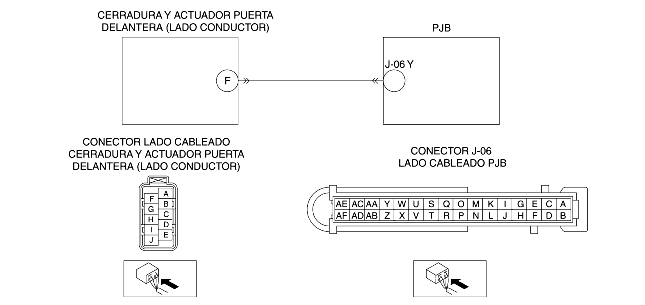 CERRADURA Y ACTUADOR PUERTA
DELANTERA (LADO CONDUCTOR)
PJB
F
J-06 Y
CONECTOR LADO CABLEADO
CERRADURA Y ACTUADOR PUERTA
DELANTERA (LADO CONDUCTOR)
CONECTOR J-06
LADO CABLEADO PJB
A
F
B
G
C
H
D
I
E
J
AE AC AA Y W U S Q O M K I G E C A
AF AD AB Z X V T R P N L J H F D B